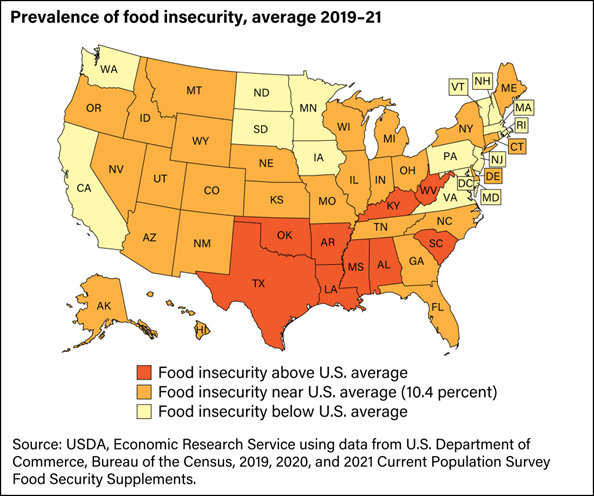 Prevalence of food insecurity, average 2019–21
WA
OR
CA
ID
NV
MT
WY
UT
AZ
CO
NM
ND
SD
NE
KS
OK
TX
MN
IA
MO
AR
LA
WI
IL
MI
IN
OH
KY
TN
MS
AL
GA
FL
SC
NC
VA
WV
PA
NY
VT
NH
ME
MA
RI
CT
NJ
DE
MD
DC
AK
HI
Food insecurity above U.S. average
Food insecurity near U.S. average (10.4 percent)
Food insecurity below U.S. average
Source: USDA, Economic Research Service using data from U.S. Department of
Commerce, Bureau of the Census, 2019, 2020, and 2021 Current Population Survey
Food Security Supplements.